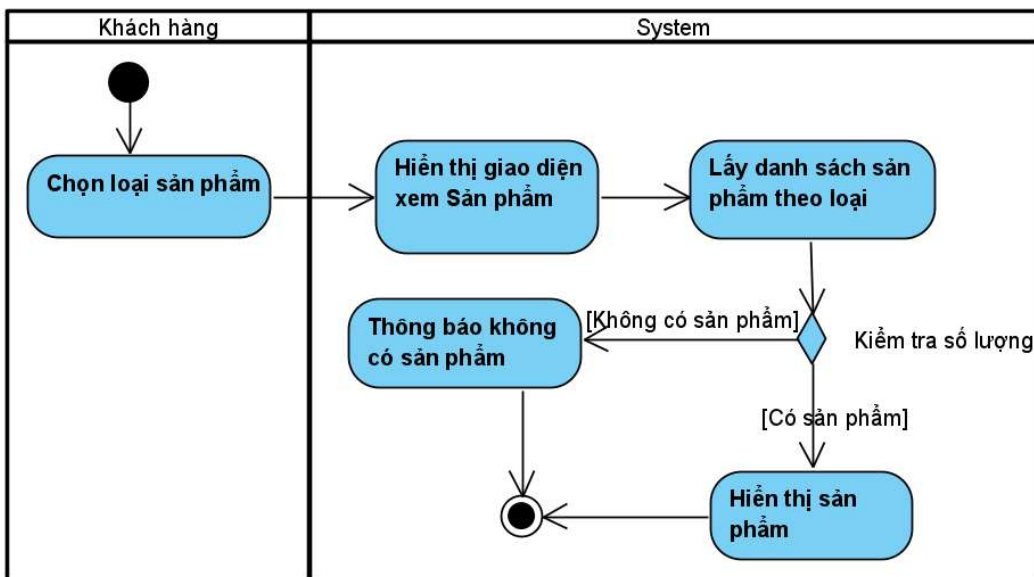 Khách hàng
System
Chọn loại sản phẩm
Hiển thị giao diện
xem Sản phẩm
Lấy danh sách sản
phẩm theo loại
[Không có sản phẩm]
Kiểm tra số lượng
Thông báo không
có sản phẩm
[Có sản phẩm]
Hiển thị sản
phẩm